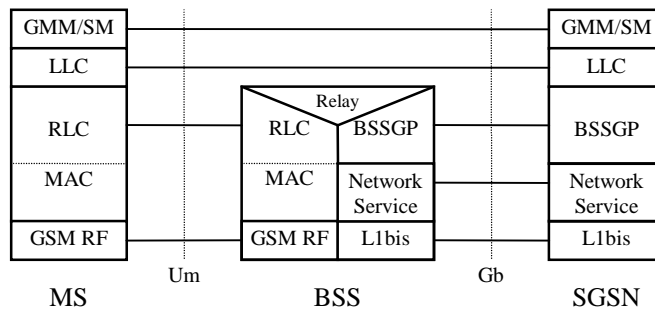 GMM/SM GMM/SM
LLC LLC
Relay
RLC RLC BSSGP BSSGP
MAC MAC Network Service Network Service
GSM RF GSM RF L1bis L1bis
Um Gb
MS BSS SGSN